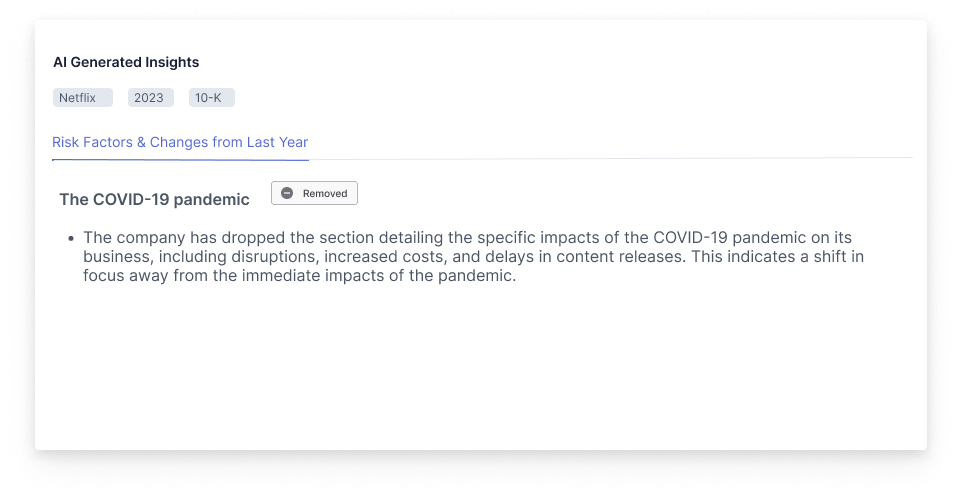 AI Generated Insights
Netflix 2023 10-K
Risk Factors & Changes from Last Year
The COVID-19 pandemic Removed
• The company has dropped the section detailing the specific impacts of the COVID-19 pandemic on its
business, including disruptions, increased costs, and delays in content releases. This indicates a shift in
focus away from the immediate impacts of the pandemic.